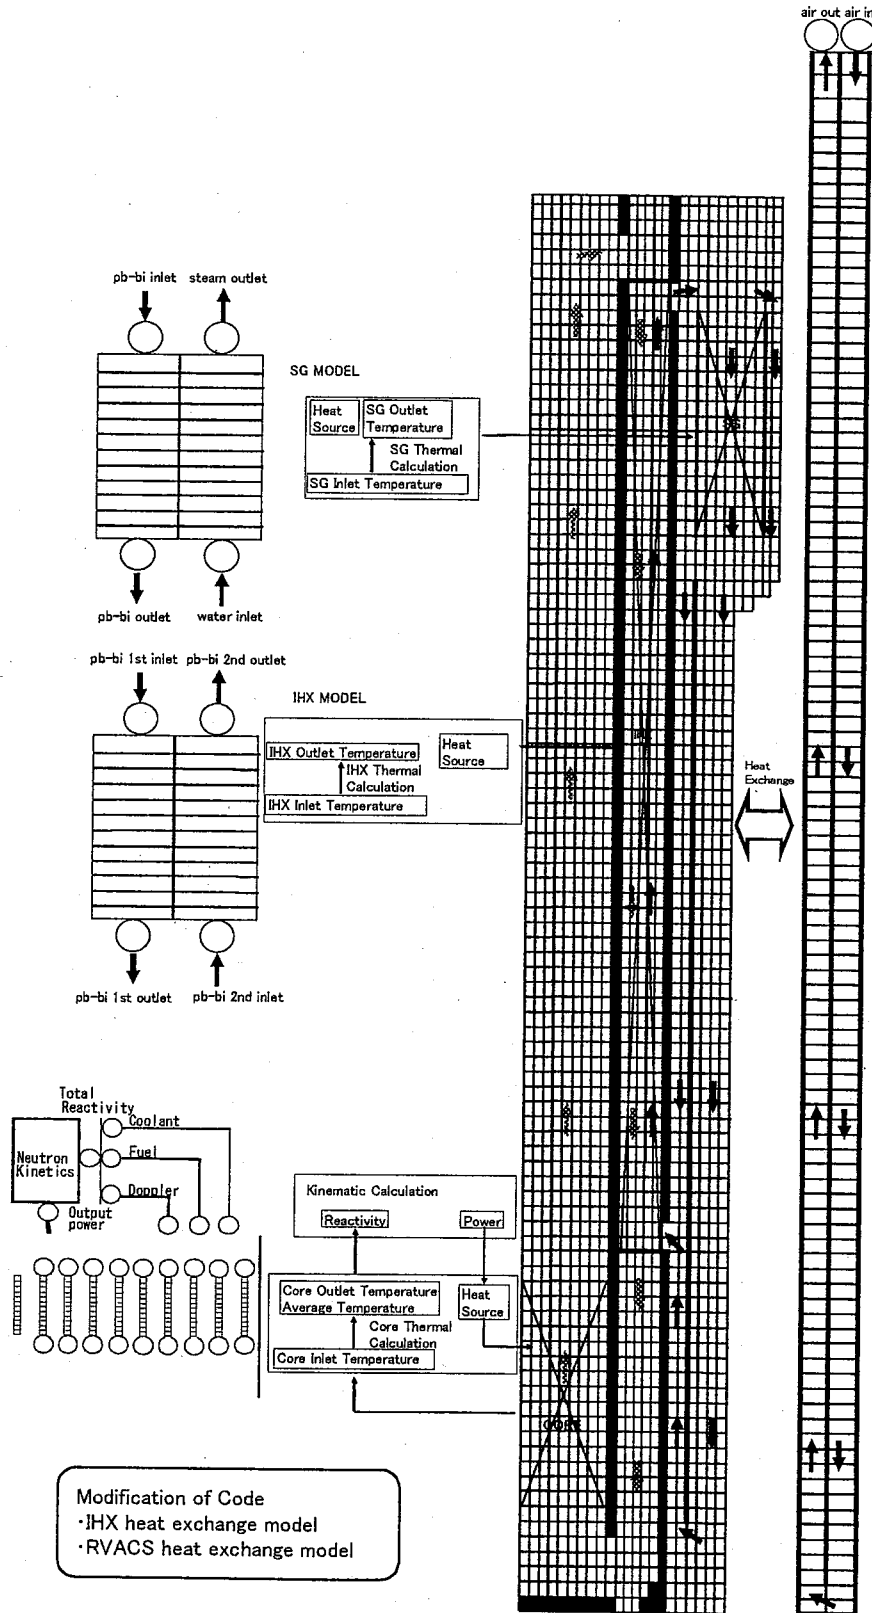 air out air in
pb-bi inlet steam outlet
SG MODEL
Heat
Source
SG Outlet
Temperature
SG Thermal
Calculation
SG Inlet Temperature
pb-bi outlet water inlet
pb-bi 1st inlet pb-bi 2nd outlet
IHX MODEL
IHX Outlet Temperature
Heat
Source
IHX Thermal
Calculation
IHX Inlet Temperature
Heat
Exchange
pb-bi 1st outlet pb-bi 2nd inlet
Total
Reactivity
Coolant
Neutron
Kinetics
Fuel
Doppler
Output
power
Kinematic Calculation
Reactivity
Power
Core Outlet Temperature
Average Temperature
Heat
Source
Core Thermal
Calculation
Core Inlet Temperature
CORE
Modification of Code
・IHX heat exchange model
・RVACS heat exchange model